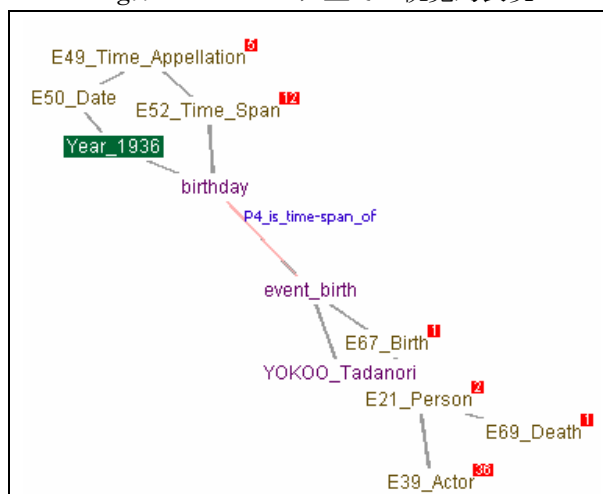 E49_Time_Appellation 5
E50_Date
E52_Time_Span 12
Year_1936
birthday
P4_is_time-span_of
event_birth
E67_Birth 1
YOKOO_Tadanori
E21_Person 2
E69_Death 1
E39_Actor 36